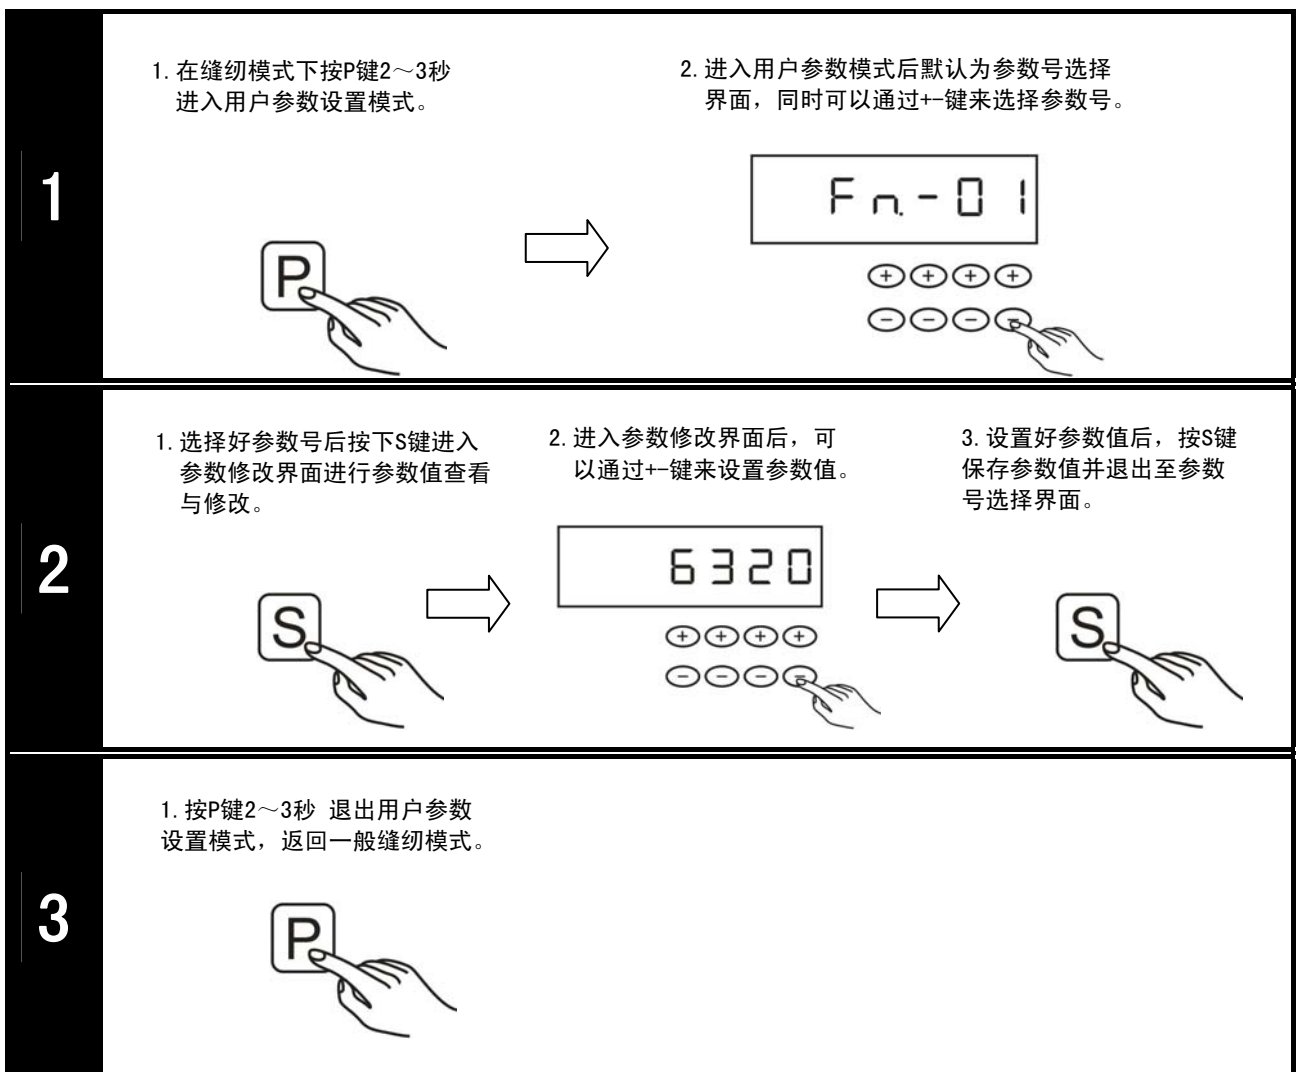 1
1. 在缝纫模式下按P键2～3秒
进入用户参数设置模式。
P
2. 进入用户参数模式后默认为参数号选择
界面，同时可以通过+-键来选择参数号。
Fn.-01
+ + + +
- - - -
2
1. 选择好参数号后按下S键进入
参数修改界面进行参数值查看
与修改。
S
2. 进入参数修改界面后，可
以通过+-键来设置参数值。
6320
+ + + +
- - - -
3. 设置好参数值后，按S键
保存参数值并退出至参数
号选择界面。
S
3
1. 按P键2～3秒 退出用户参数
设置模式，返回一般缝纫模式。
P